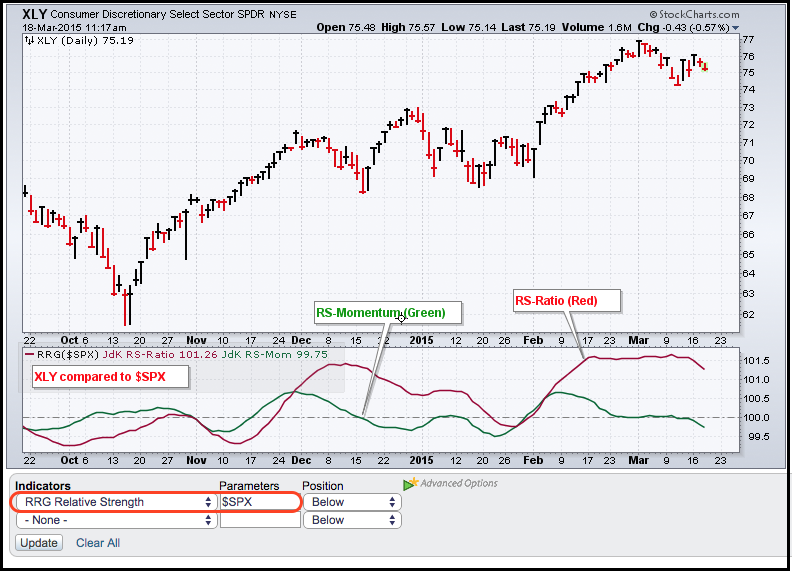 XLY Consumer Discretionary Select Sector SPDR NYSE © StockCharts.com
18-Mar-2015 11:17am Open 75.48 High 75.57 Low 75.14 Last 75.19 Volume 1.6M Chg -0.43 (-0.57%)
XLY (Daily) 75.19
77
76
75
74
73
72
71
70
69
68
67
66
65
64
63
62
RS-Momentum (Green)
RS-Ratio (Red)
22 Oct 6 13 20 27 Nov 10 17 24 Dec 8 15 22 2015 12 20 26 Feb 9 17 23 Mar 9 16 23
RRG($SPX) JdK RS-Ratio 101.26 JdK RS-Mom 99.75
XLY compared to $SPX
101.5
101.0
100.5
100.0
99.5
22 Oct 6 13 20 27 Nov 10 17 24 Dec 8 15 22 2015 12 20 26 Feb 9 17 23 Mar 9 16 23
Indicators Parameters Position
RRG Relative Strength $SPX Below Advanced Options
- None - Below
Update Clear All